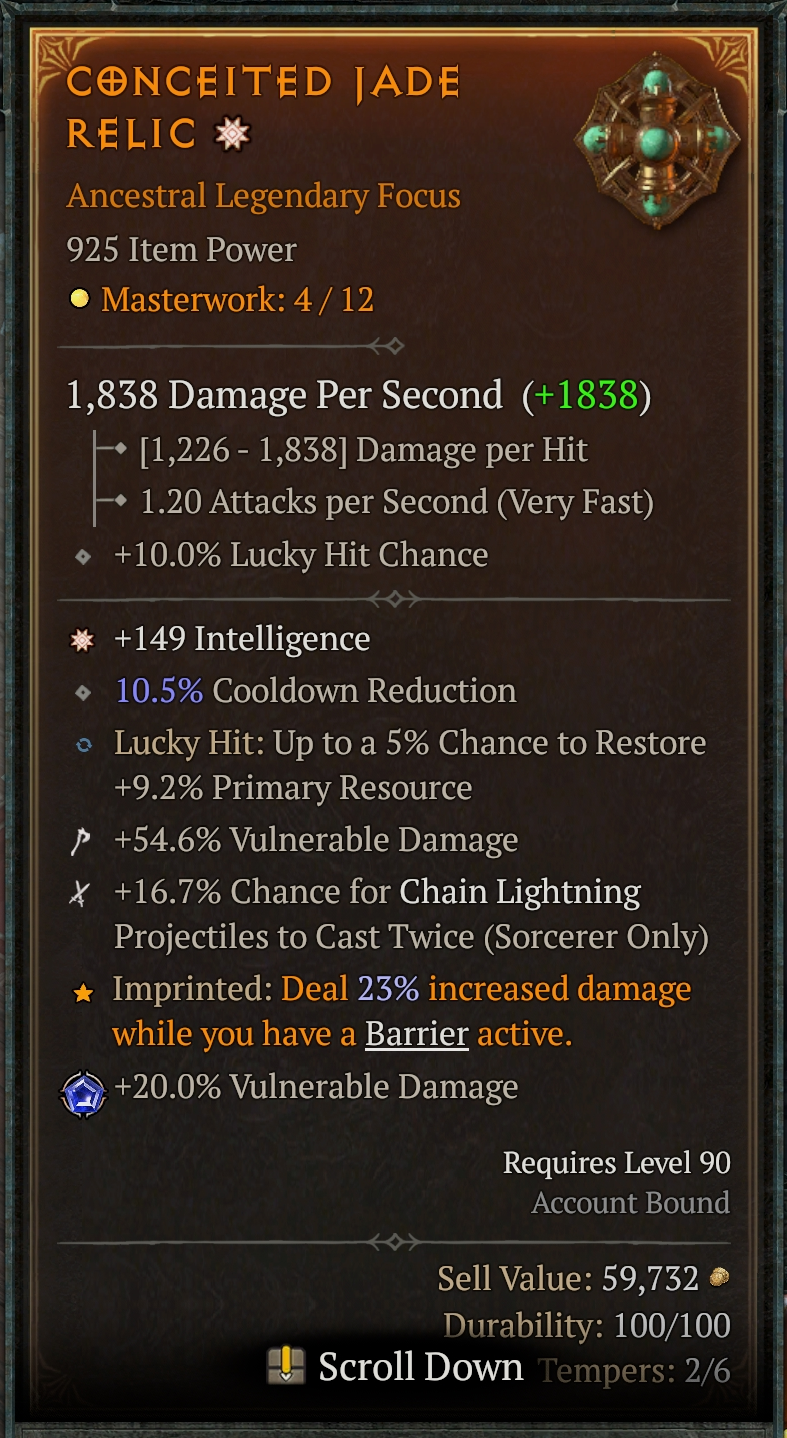 CONCEITED JADE
RELIC
Ancestral Legendary Focus
925 Item Power
Masterwork: 4 / 12
1,838 Damage Per Second (+1838)
[1,226 - 1,838] Damage per Hit
1.20 Attacks per Second (Very Fast)
+10.0% Lucky Hit Chance
+149 Intelligence
10.5% Cooldown Reduction
Lucky Hit: Up to a 5% Chance to Restore
+9.2% Primary Resource
+54.6% Vulnerable Damage
+16.7% Chance for Chain Lightning
Projectiles to Cast Twice (Sorcerer Only)
Imprinted: Deal 23% increased damage
while you have a Barrier active.
+20.0% Vulnerable Damage
Requires Level 90
Account Bound
Sell Value: 59,732
Durability: 100/100
Scroll Down Tempers: 2/6